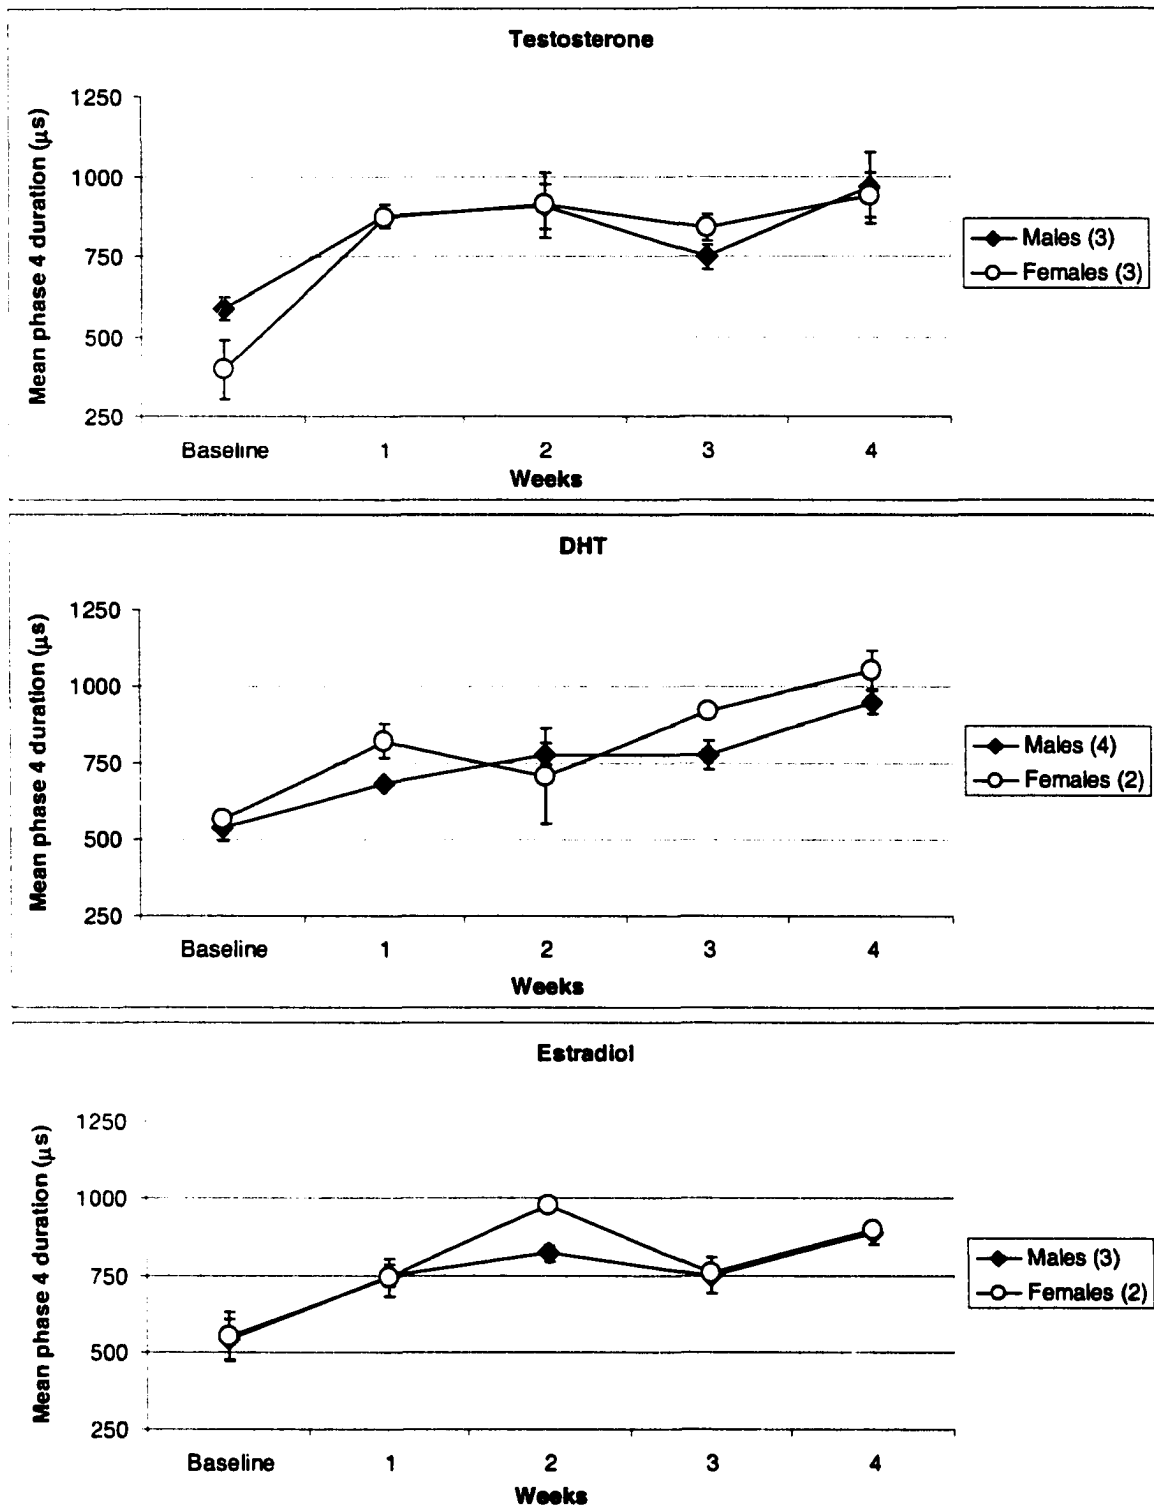 Testosterone
Mean phase 4 duration (µs)
1250
1000
750
500
250
Baseline 1 2 3 4
Weeks
Males (3)
Females (3)
DHT
Mean phase 4 duration (µs)
1250
1000
750
500
250
Baseline 1 2 3 4
Weeks
Males (4)
Females (2)
Estradiol
Mean phase 4 duration (µs)
1250
1000
750
500
250
Baseline 1 2 3 4
Weeks
Males (3)
Females (2)